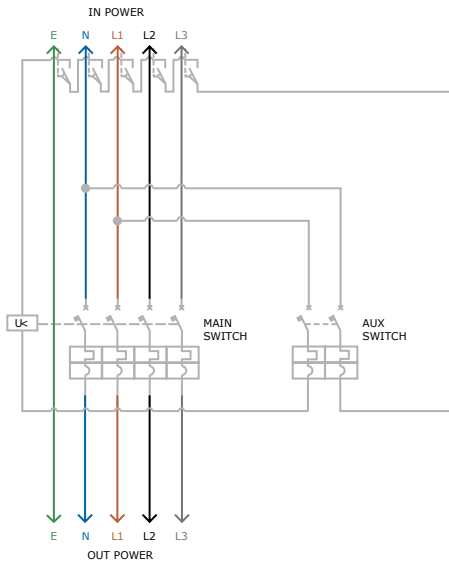 IN POWER
E N L1 L2 L3
U<
MAIN
SWITCH
AUX
SWITCH
E N L1 L2 L3
OUT POWER